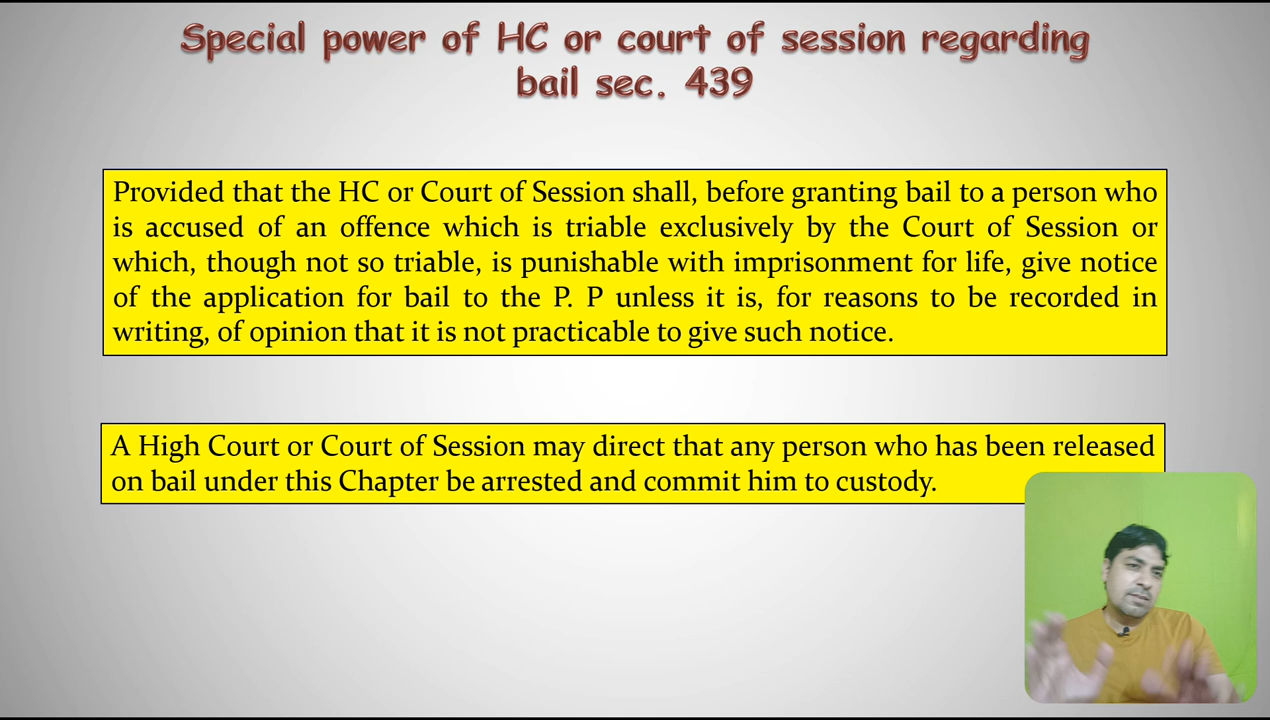 Special power of HC or court of session regarding
bail sec. 439
Provided that the HC or Court of Session shall, before granting bail to a person who
is accused of an offence which is triable exclusively by the Court of Session or
which, though not so triable, is punishable with imprisonment for life, give notice
of the application for bail to the P. P unless it is, for reasons to be recorded in
writing, of opinion that it is not practicable to give such notice.
A High Court or Court of Session may direct that any person who has been released
on bail under this Chapter be arrested and commit him to custody.